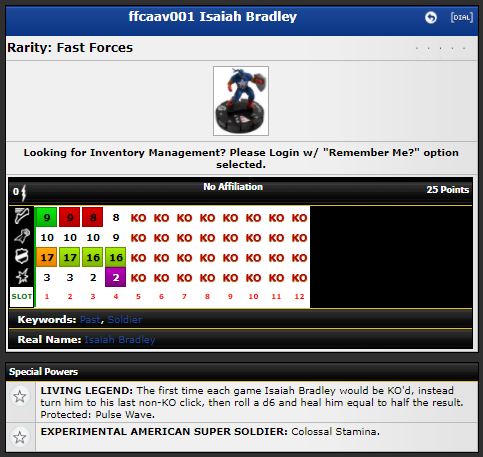 ffcaav001 Isaiah Bradley
[DIAL]
Rarity: Fast Forces
Looking for Inventory Management? Please Login w/ "Remember Me?" option
selected.
0 No Affiliation 25 Points
9 9 8 8 KO KO KO KO KO KO KO KO
10 10 10 9 KO KO KO KO KO KO KO KO
17 17 16 16 KO KO KO KO KO KO KO KO
3 3 2 2 KO KO KO KO KO KO KO KO
SLOT 1 2 3 4 5 6 7 8 9 10 11 12
Keywords: Past, Soldier
Real Name: Isaiah Bradley
Special Powers
LIVING LEGEND: The first time each game Isaiah Bradley would be KO'd, instead
turn him to his last non-KO click, then roll a d6 and heal him equal to half the result.
Protected: Pulse Wave.
EXPERIMENTAL AMERICAN SUPER SOLDIER: Colossal Stamina.